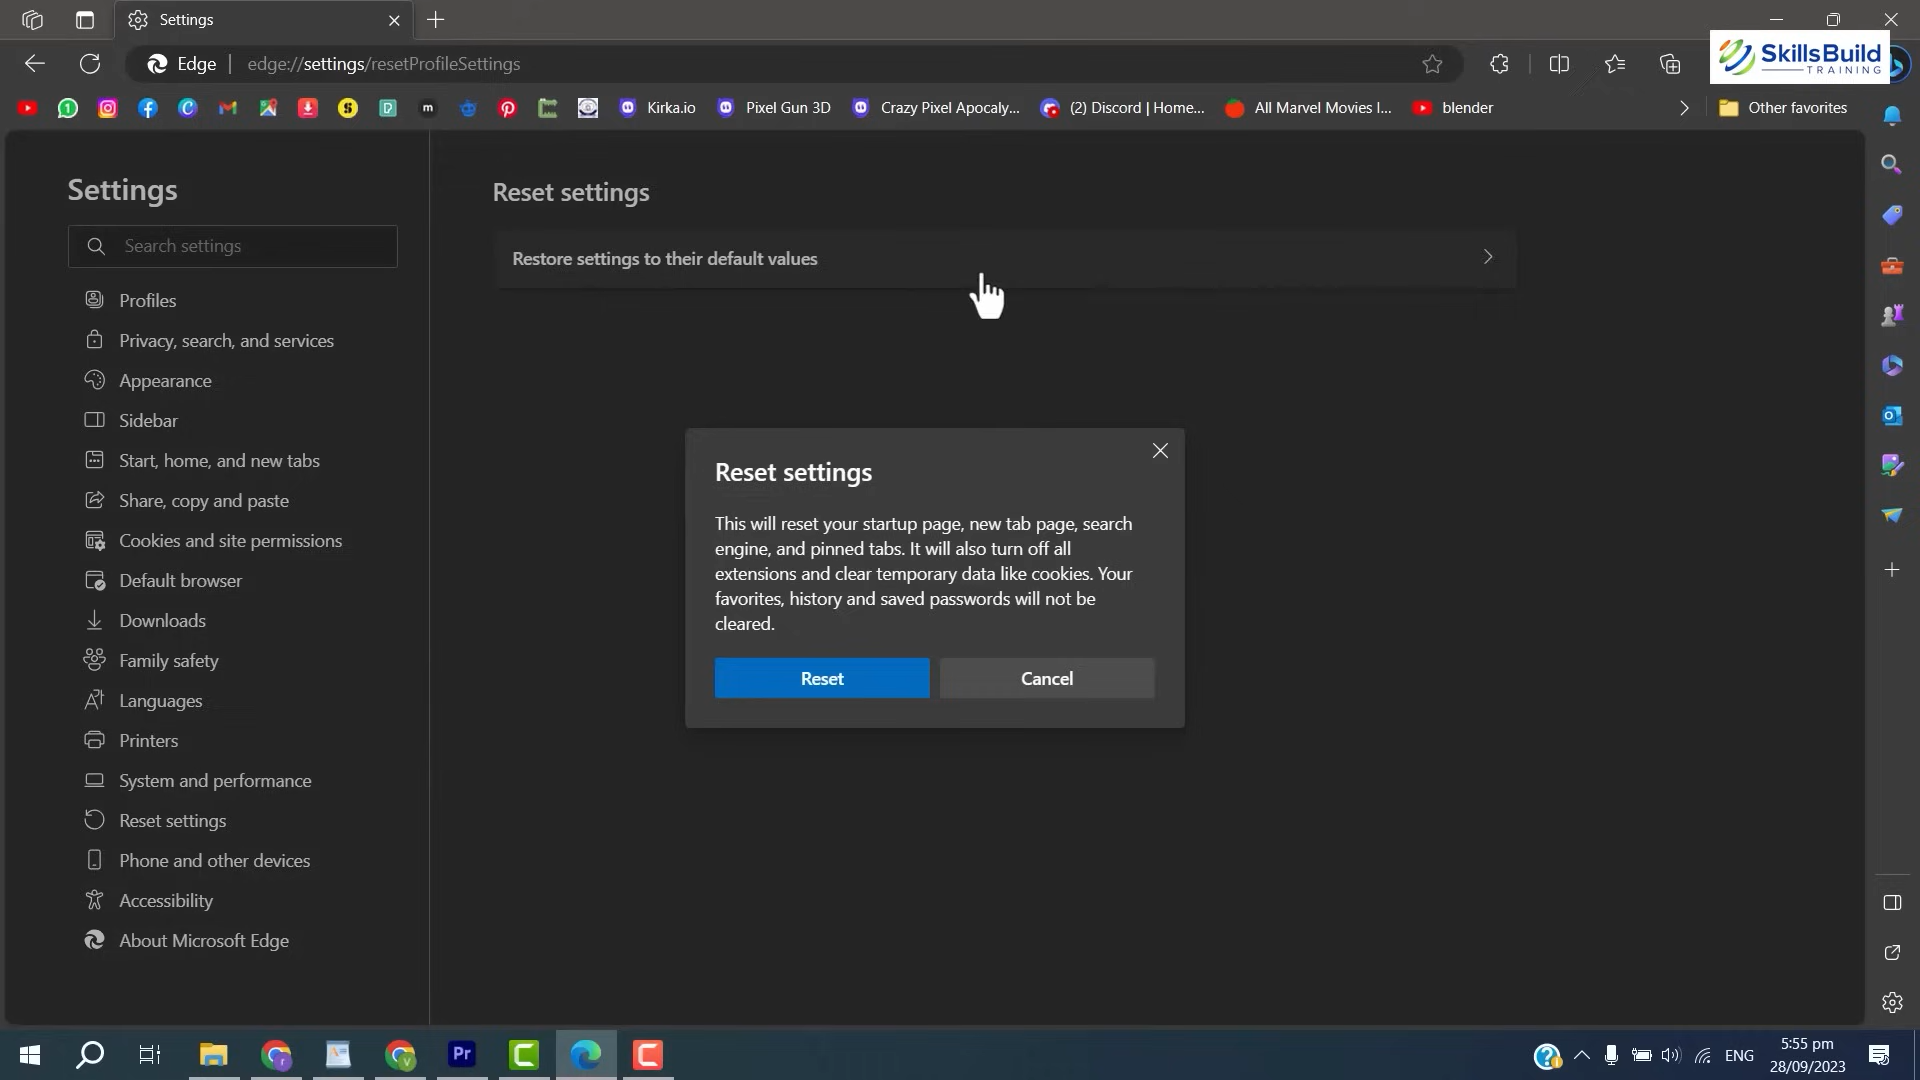 Settings
Edge
edge://settings/resetProfileSettings
SkillsBuild
TRAINING
Kirka.io
Pixel Gun 3D
Crazy Pixel Apocaly...
(2) Discord | Home...
All Marvel Movies I...
blender
Other favorites
Settings
Search settings
Profiles
Privacy, search, and services
Appearance
Sidebar
Start, home, and new tabs
Share, copy and paste
Cookies and site permissions
Default browser
Downloads
Family safety
Languages
Printers
System and performance
Reset settings
Phone and other devices
Accessibility
About Microsoft Edge
Reset settings
Restore settings to their default values
Reset settings
This will reset your startup page, new tab page, search
engine, and pinned tabs. It will also turn off all
extensions and clear temporary data like cookies. Your
favorites, history and saved passwords will not be
cleared.
Reset
Cancel
Pr
ENG
5:55 pm
28/09/2023